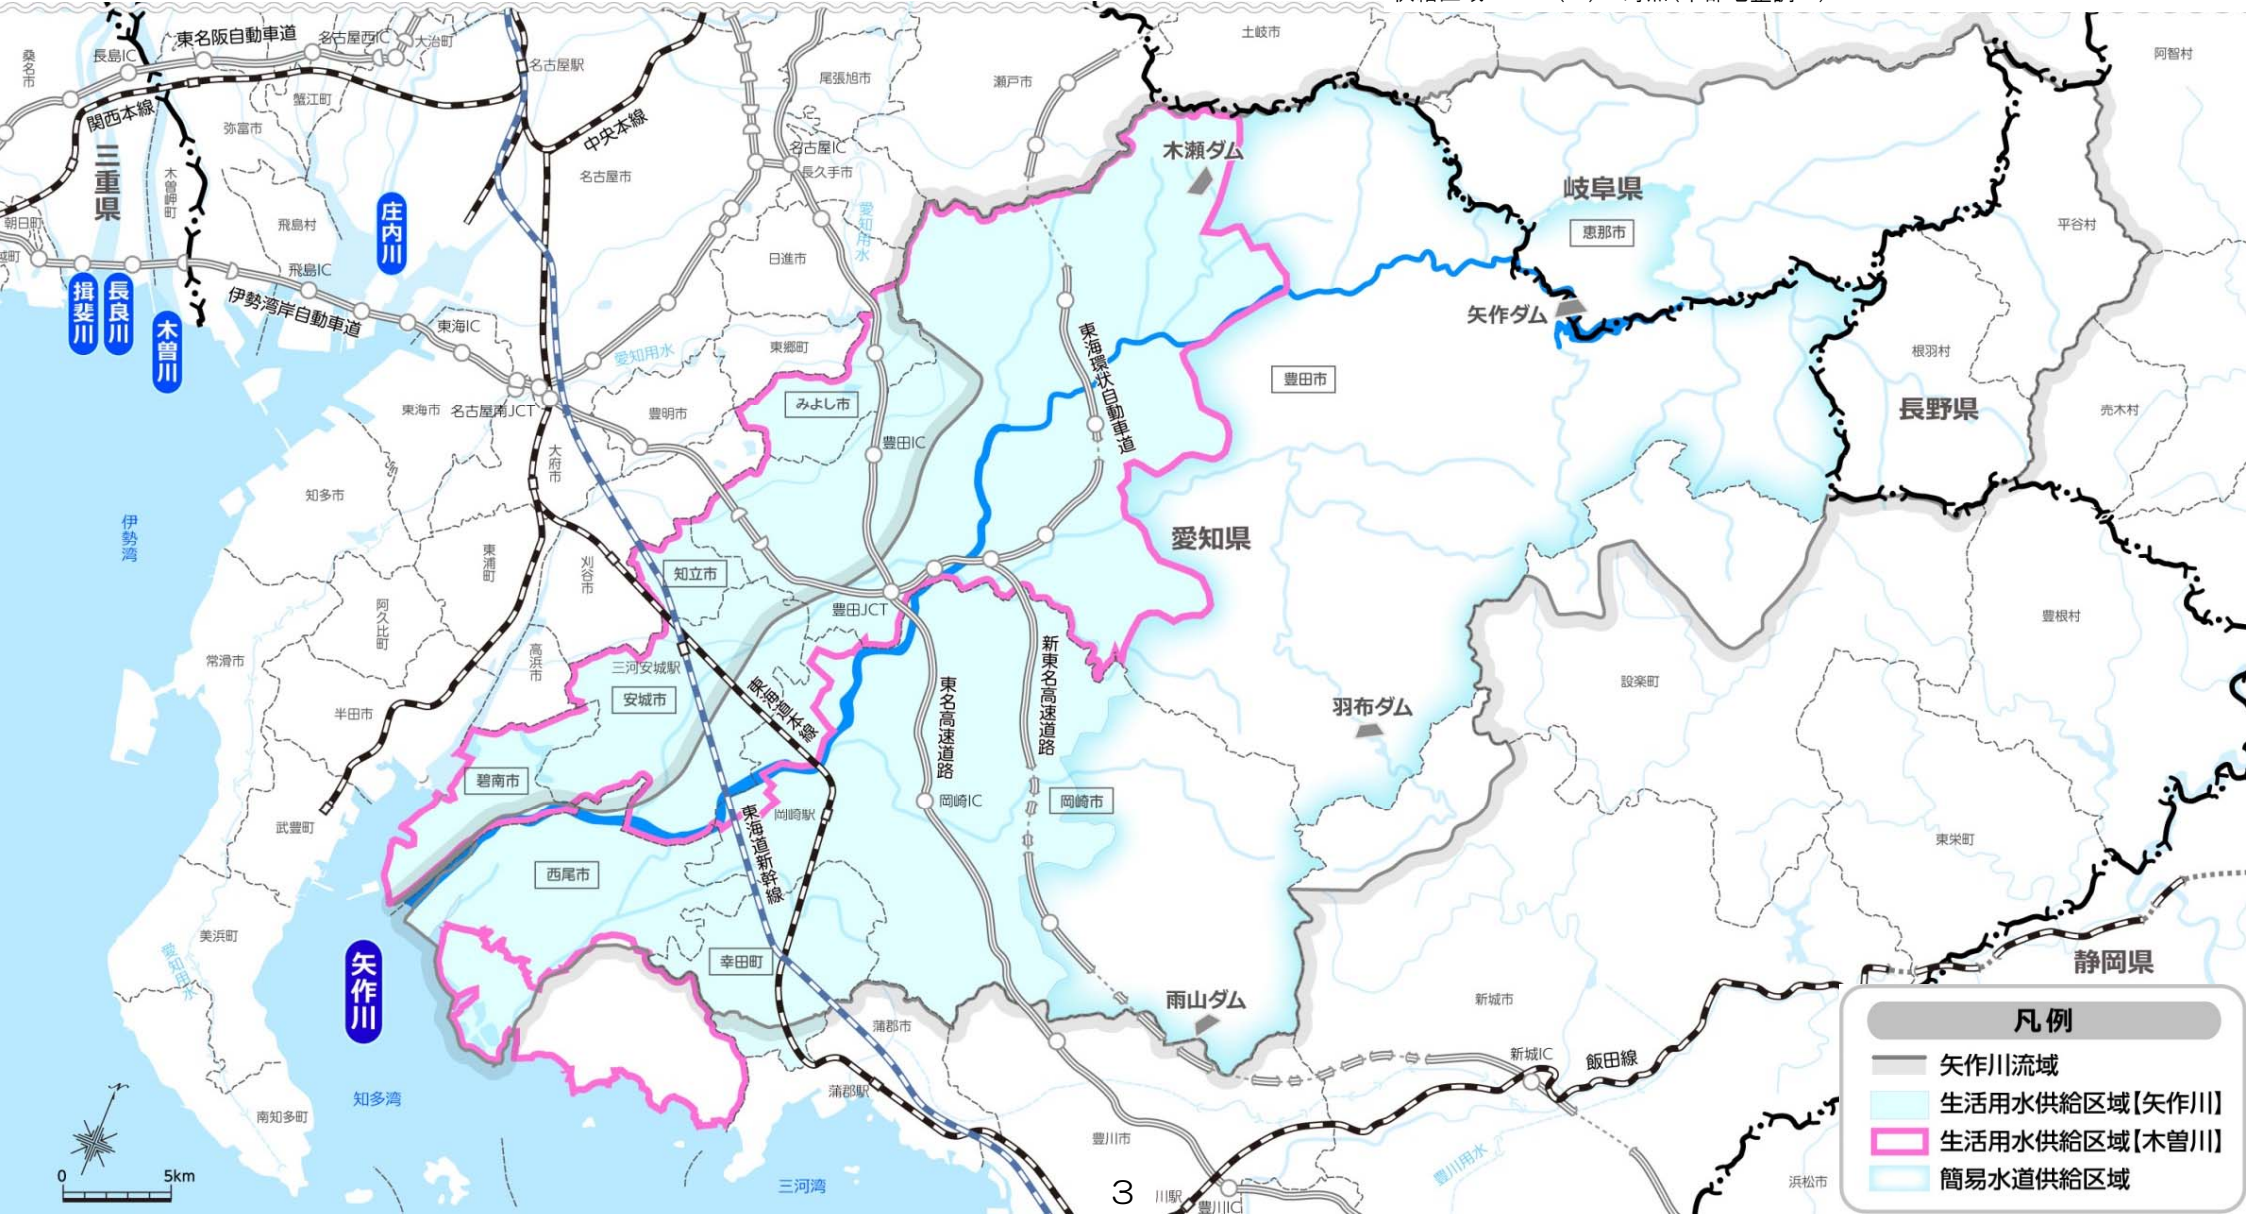 土岐市
阿智村
東名阪自動車道
名古屋西IC
大治町
長島IC
桑名市
名古屋駅
尾張旭市
瀬戸市
蟹江町
関西本線
弥富市
中央本線
名古屋IC
長久手市
木瀬ダム
三重県
木曽岬町
名古屋市
岐阜県
朝日町
飛島村
庄内川
愛知用水
恵那市
平谷村
日進市
飛島IC
揖斐川
長良川
木曽川
伊勢湾岸自動車道
東海IC
矢作ダム
愛知用水
東郷町
東海環状自動車道
根羽村
豊田市
東海市
名古屋南JCT
豊明市
みよし市
長野県
売木村
豊田IC
大府市
知多市
伊勢湾
愛知県
東浦町
刈谷市
知立市
阿久比町
豊田JCT
豊根村
高浜市
新東名高速道路
常滑市
三河安城駅
安城市
東海道本線
東名高速道路
設楽町
半田市
羽布ダム
碧南市
岡崎IC
岡崎市
武豊町
岡崎駅
東海道新幹線
東栄町
西尾市
美浜町
愛知用水
幸田町
静岡県
矢作川
雨山ダム
新城市
蒲郡市
凡例
矢作川流域
生活用水供給区域【矢作川】
生活用水供給区域【木曽川】
簡易水道供給区域
新城IC
飯田線
知多湾
蒲郡駅
南知多町
豊川市
豊川用水
0 5km
三河湾
3
川駅
豊川IC
浜松市